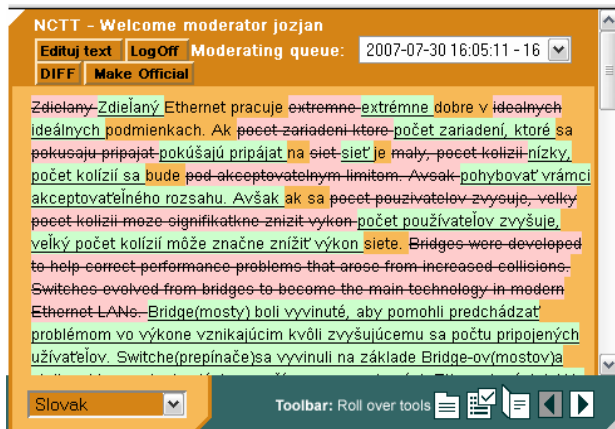 NCTT - Welcome moderator jozjan
Edituj text LogOff Moderating queue: 2007-07-30 16:05:11 - 16
DIFF Make Official
Zdielany Zdieľaný Ethernet pracuje extremne extrémne dobre v idealnych
ideálnych podmienkach. Ak pocet zariadeni ktore počet zariadení, ktoré sa
pokusaju pripajat pokúšajú pripájat na siet sieť je maly, pocet kolizii nízky,
počet kolízií sa bude pod akceptovatelnym limitom. Avsak pohybovať vrámci
akceptovateľného rozsahu. Avšak ak sa pocet pouzivatelov zvysuje, velky
pocet kolizii moze signifikatkne znizit vykon počet používateľov zvyšuje,
veľký počet kolízií môže značne znížiť výkon siete. Bridges were developed
to help correct performance problems that arose from increased collisions.
Switches evolved from bridges to become the main technology in modern
Ethernet LANs. Bridge(mosty) boli vyvinuté, aby pomohli predchádzať
problémom vo výkone vznikajúcim kvôli zvyšujúcemu sa počtu pripojených
užívateľov. Switche(prepínače)sa vyvinuli na základe Bridge-ov(mostov)a
Slovak Toolbar: Roll over tools